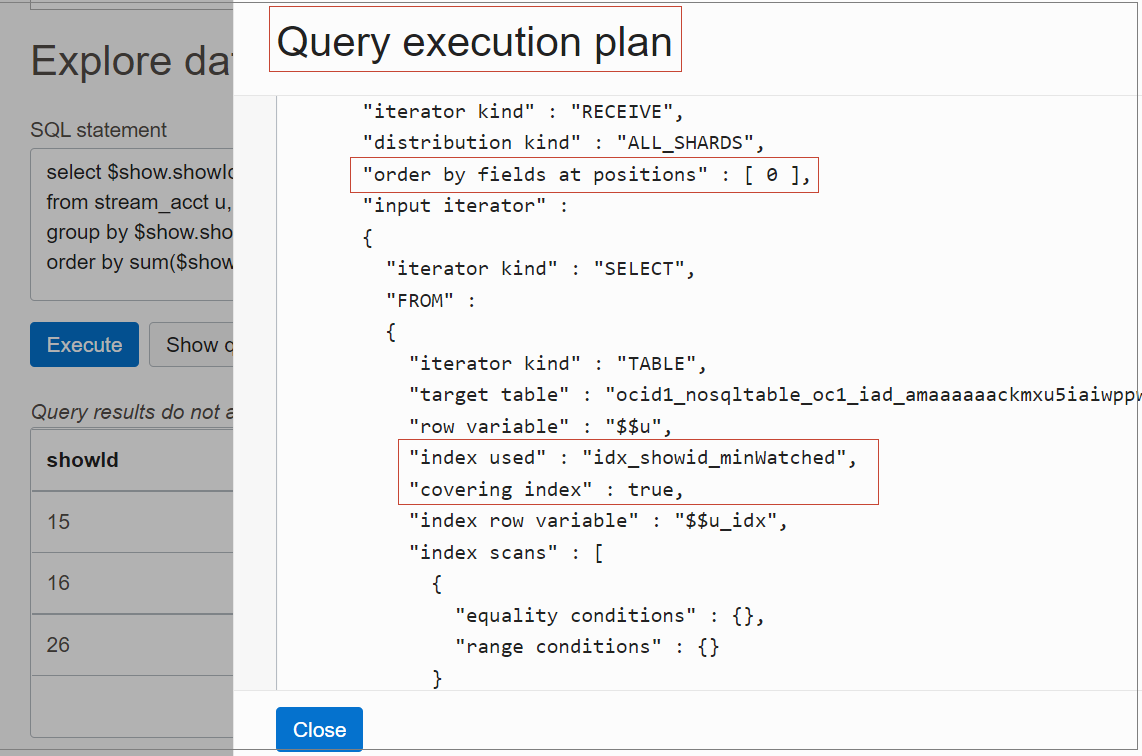 Explore da
SQL statement
select $show.showId
from stream_acct u,
group by $show.sho
order by sum($show
Execute
Show q
Query results do not a
showId
15
16
26
Query execution plan
"iterator kind" : "RECEIVE",
"distribution kind" : "ALL_SHARDS",
"order by fields at positions" : [ 0 ],
"input iterator" :
{
"iterator kind" : "SELECT",
"FROM" :
{
"iterator kind" : "TABLE",
"target table" : "ocid1_nosqltable_oc1_iad_amaaaaaackmxu5iaiwppw
"row variable" : "$$u",
"index used" : "idx_showid_minWatched",
"covering index" : true,
"index row variable" : "$$u_idx",
"index scans" : [
{
"equality conditions" : {},
"range conditions" : {}
}
Close